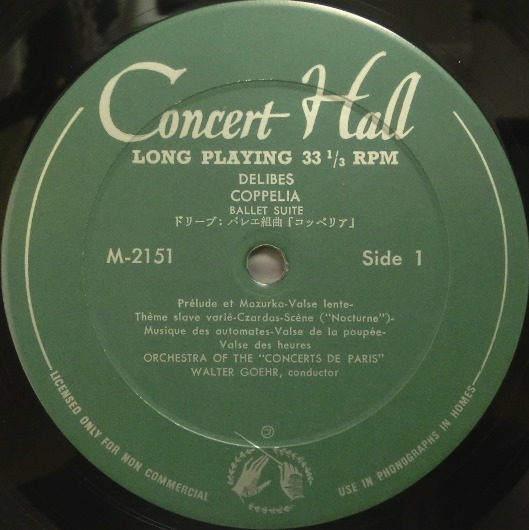 Concert Hall
LONG PLAYING 33 1/3 RPM
DELIBES
COPPELIA
BALLET SUITE
ドリーブ：バレエ組曲『コッペリア』
M-2151
Side 1
Prélude et Mazurka-Valse lente-
Thême slave variê-Czardas-Scène ("Nocturne")-
Musique des automates-Valse de la poupée-
Valse des heures
ORCHESTRA OF THE "CONCERTS DE PARIS"
WALTER GOEHR, conductor
LICENSED ONLY FOR NON COMMERCIAL USE IN PHONOGRAPHS IN HOMES